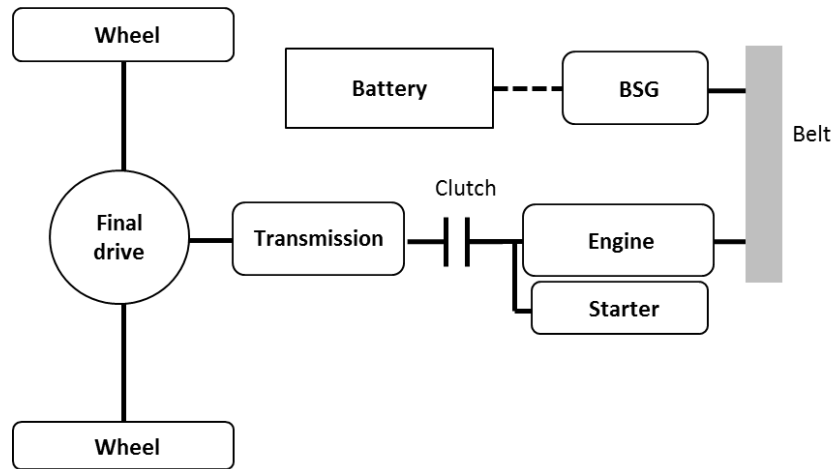 Wheel
Battery
BSG
Belt
Clutch
Final
drive
Transmission
Engine
Starter
Wheel